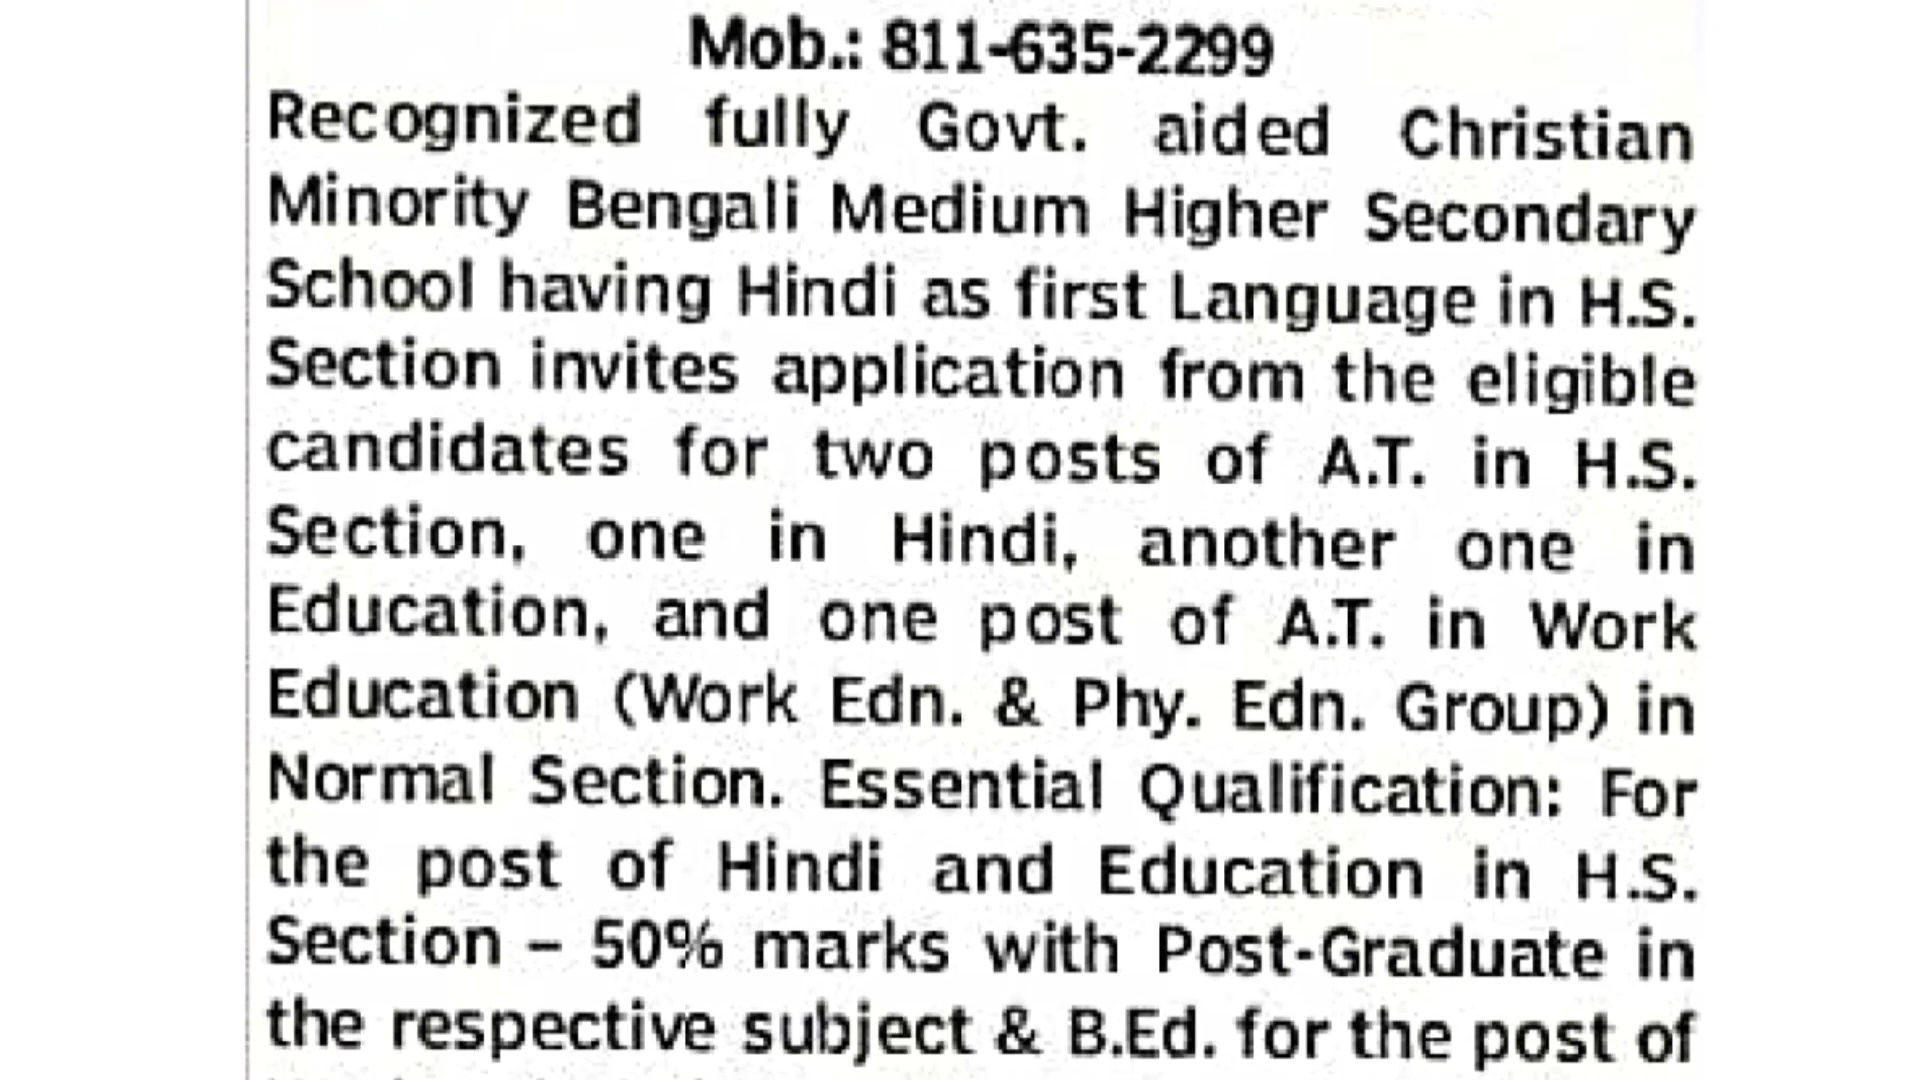 Mob.: 811-635-2299
Recognized fully Govt. aided Christian
Minority Bengali Medium Higher Secondary
School having Hindi as first Language in H.S.
Section invites application from the eligible
candidates for two posts of A.T. in H.S.
Section, one in Hindi, another one in
Education, and one post of A.T. in Work
Education (Work Edn. & Phy. Edn. Group) in
Normal Section. Essential Qualification: For
the post of Hindi and Education in H.S.
Section – 50% marks with Post-Graduate in
the respective subject & B.Ed. for the post of